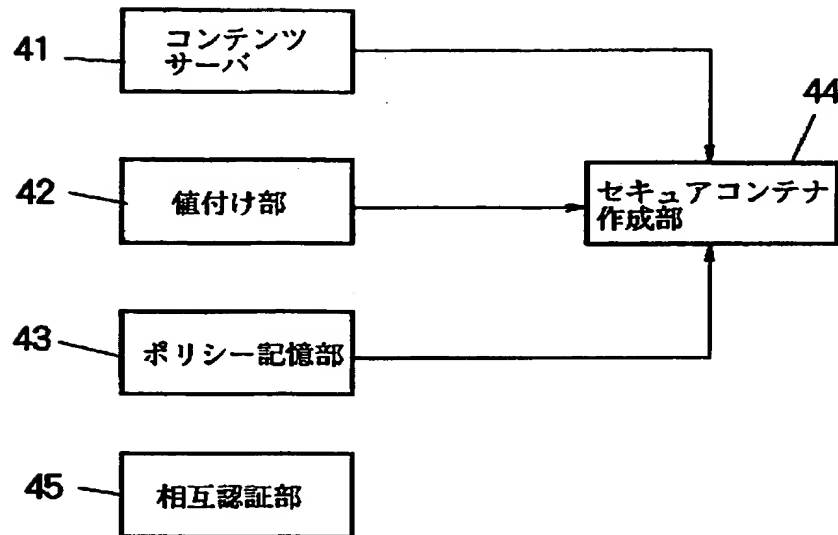 41
コンテンツ
サーバ
44
42
値付け部
セキュアコンテナ
作成部
43
ポリシー記憶部
45
相互認証部